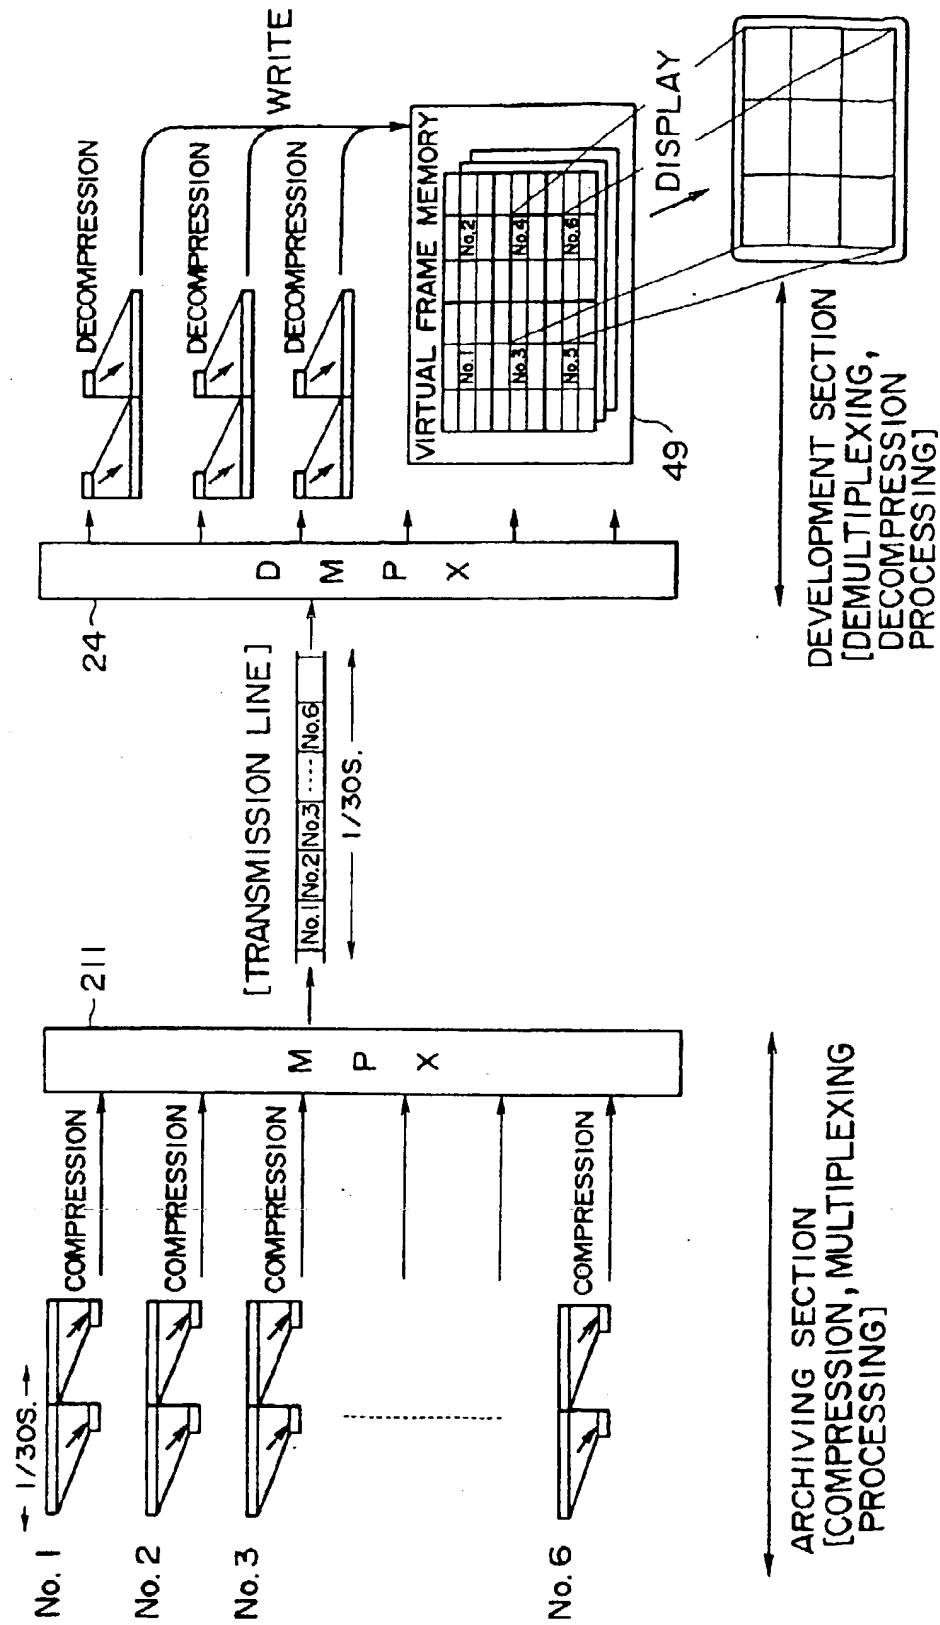 No. 1
No. 2
No. 3
No. 6
1/30S.
COMPRESSION
COMPRESSION
COMPRESSION
COMPRESSION
211
M P X
[TRANSMISSION LINE]
No.1 No.2 No.3 ..... No.6
1/30S.
24
D M P X
DECOMPRESSION
DECOMPRESSION
DECOMPRESSION
WRITE
VIRTUAL FRAME MEMORY
No.1 No.2
No.3 No.4
No.5 No.6
49
DISPLAY
ARCHIVING SECTION
[COMPRESSION, MULTIPLEXING
PROCESSING]
DEVELOPMENT SECTION
[DEMULTIPLEXING,
DECOMPRESSION
PROCESSING]